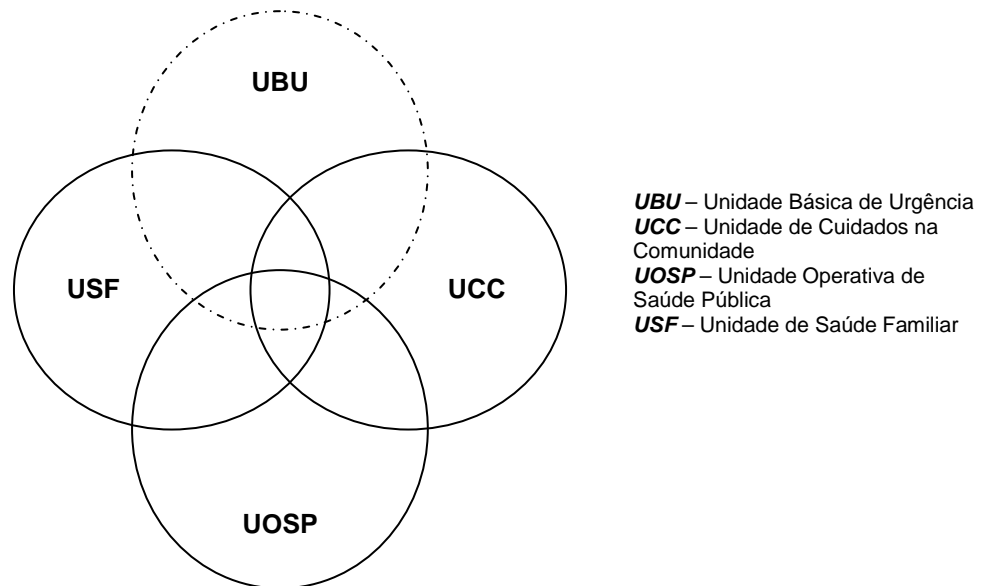 UBU
USF
UCC
UOSP
UBU – Unidade Básica de Urgência
UCC – Unidade de Cuidados na
Comunidade
UOSP – Unidade Operativa de
Saúde Pública
USF – Unidade de Saúde Familiar